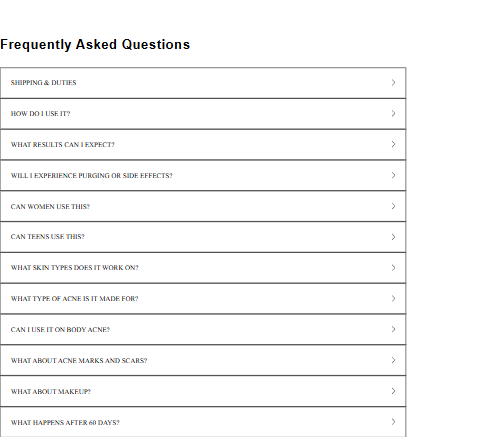 Frequently Asked Questions
SHIPPING & DUTIES
HOW DO I USE IT?
WHAT RESULTS CAN I EXPECT?
WILL I EXPERIENCE PURGING OR SIDE EFFECTS?
CAN WOMEN USE THIS?
CAN TEENS USE THIS?
WHAT SKIN TYPES DOES IT WORK ON?
WHAT TYPE OF ACNE IS IT MADE FOR?
CAN I USE IT ON BODY ACNE?
WHAT ABOUT ACNE MARKS AND SCARS?
WHAT ABOUT MAKEUP?
WHAT HAPPENS AFTER 60 DAYS?